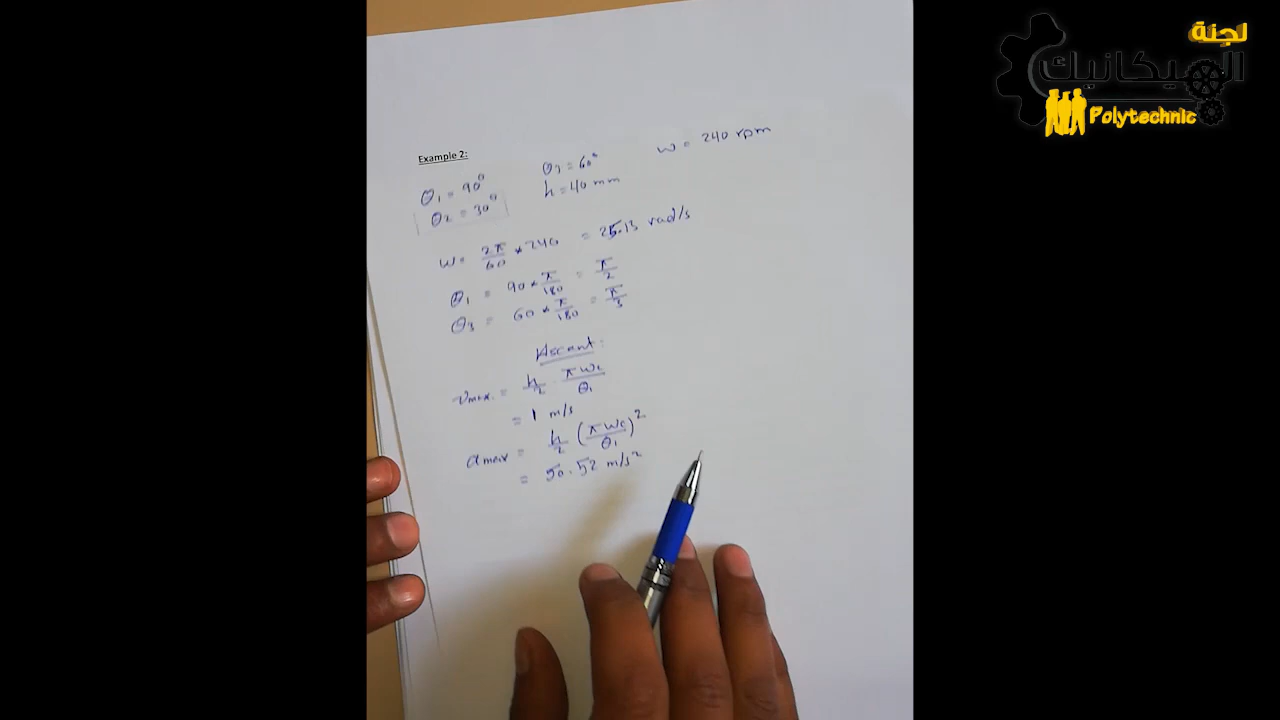 لجنة
الميكانيك
Polytechnic
Example 2:
θ1 = 90° θ3 = 60° w = 240 rpm
θ2 = 30° h = 40 mm
w = 2π/60 * 240 = 25.13 rad/s
θ1 = 90 * π/180 = π/2
θ3 = 60 * π/180 = π/3
Ascent:
vmax. = h/2 · πwc/θ1
= 1 m/s
amax = h/2 (πwc/θ1)²
= 50.52 m/s²